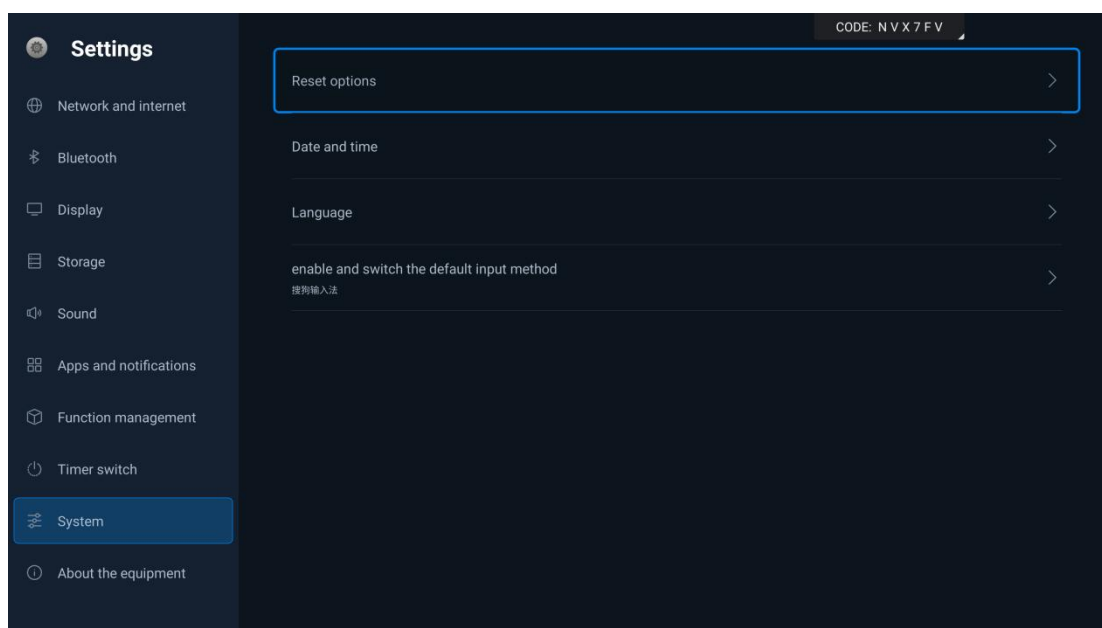 CODE: N V X 7 F V
Settings
Network and internet
Bluetooth
Display
Storage
Sound
Apps and notifications
Function management
Timer switch
System
About the equipment
Reset options
Date and time
Language
enable and switch the default input method
搜狗输入法